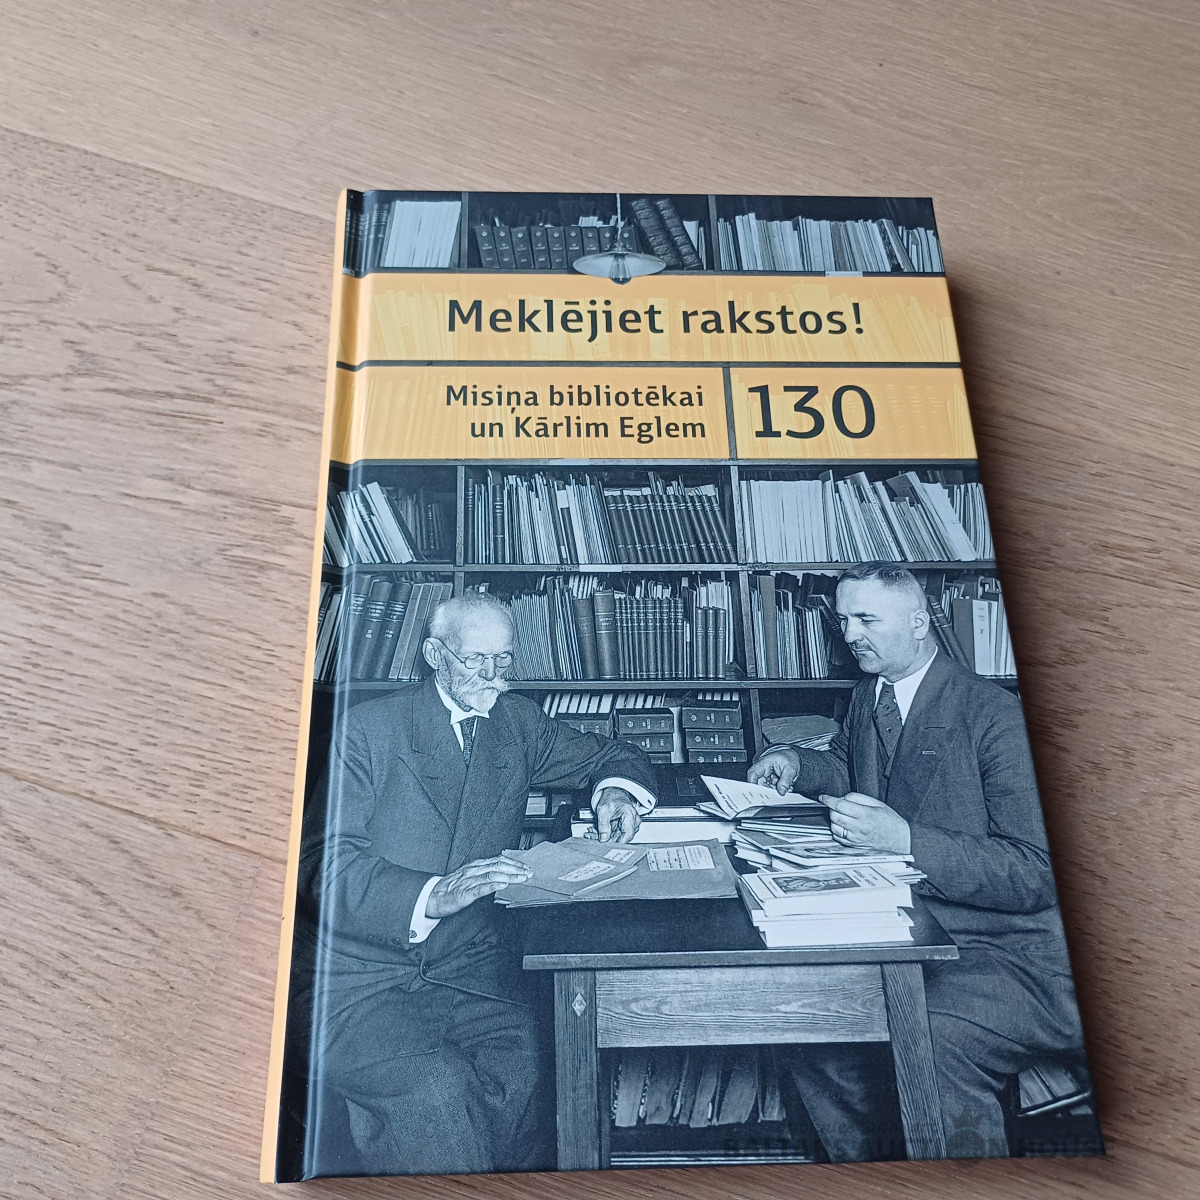 Meklējiet rakstos!
Misiņa bibliotēkai
un Kārlim Eglem
130